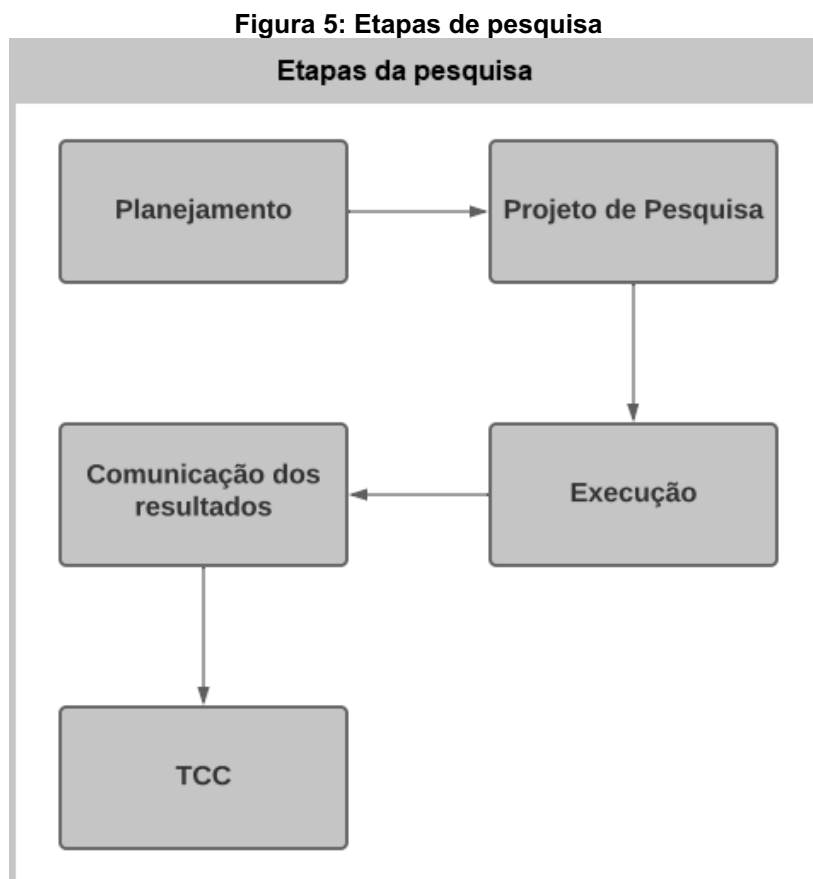 Figura 5: Etapas de pesquisa
Etapas da pesquisa
Planejamento
Projeto de Pesquisa
Execução
Comunicação dos
resultados
TCC